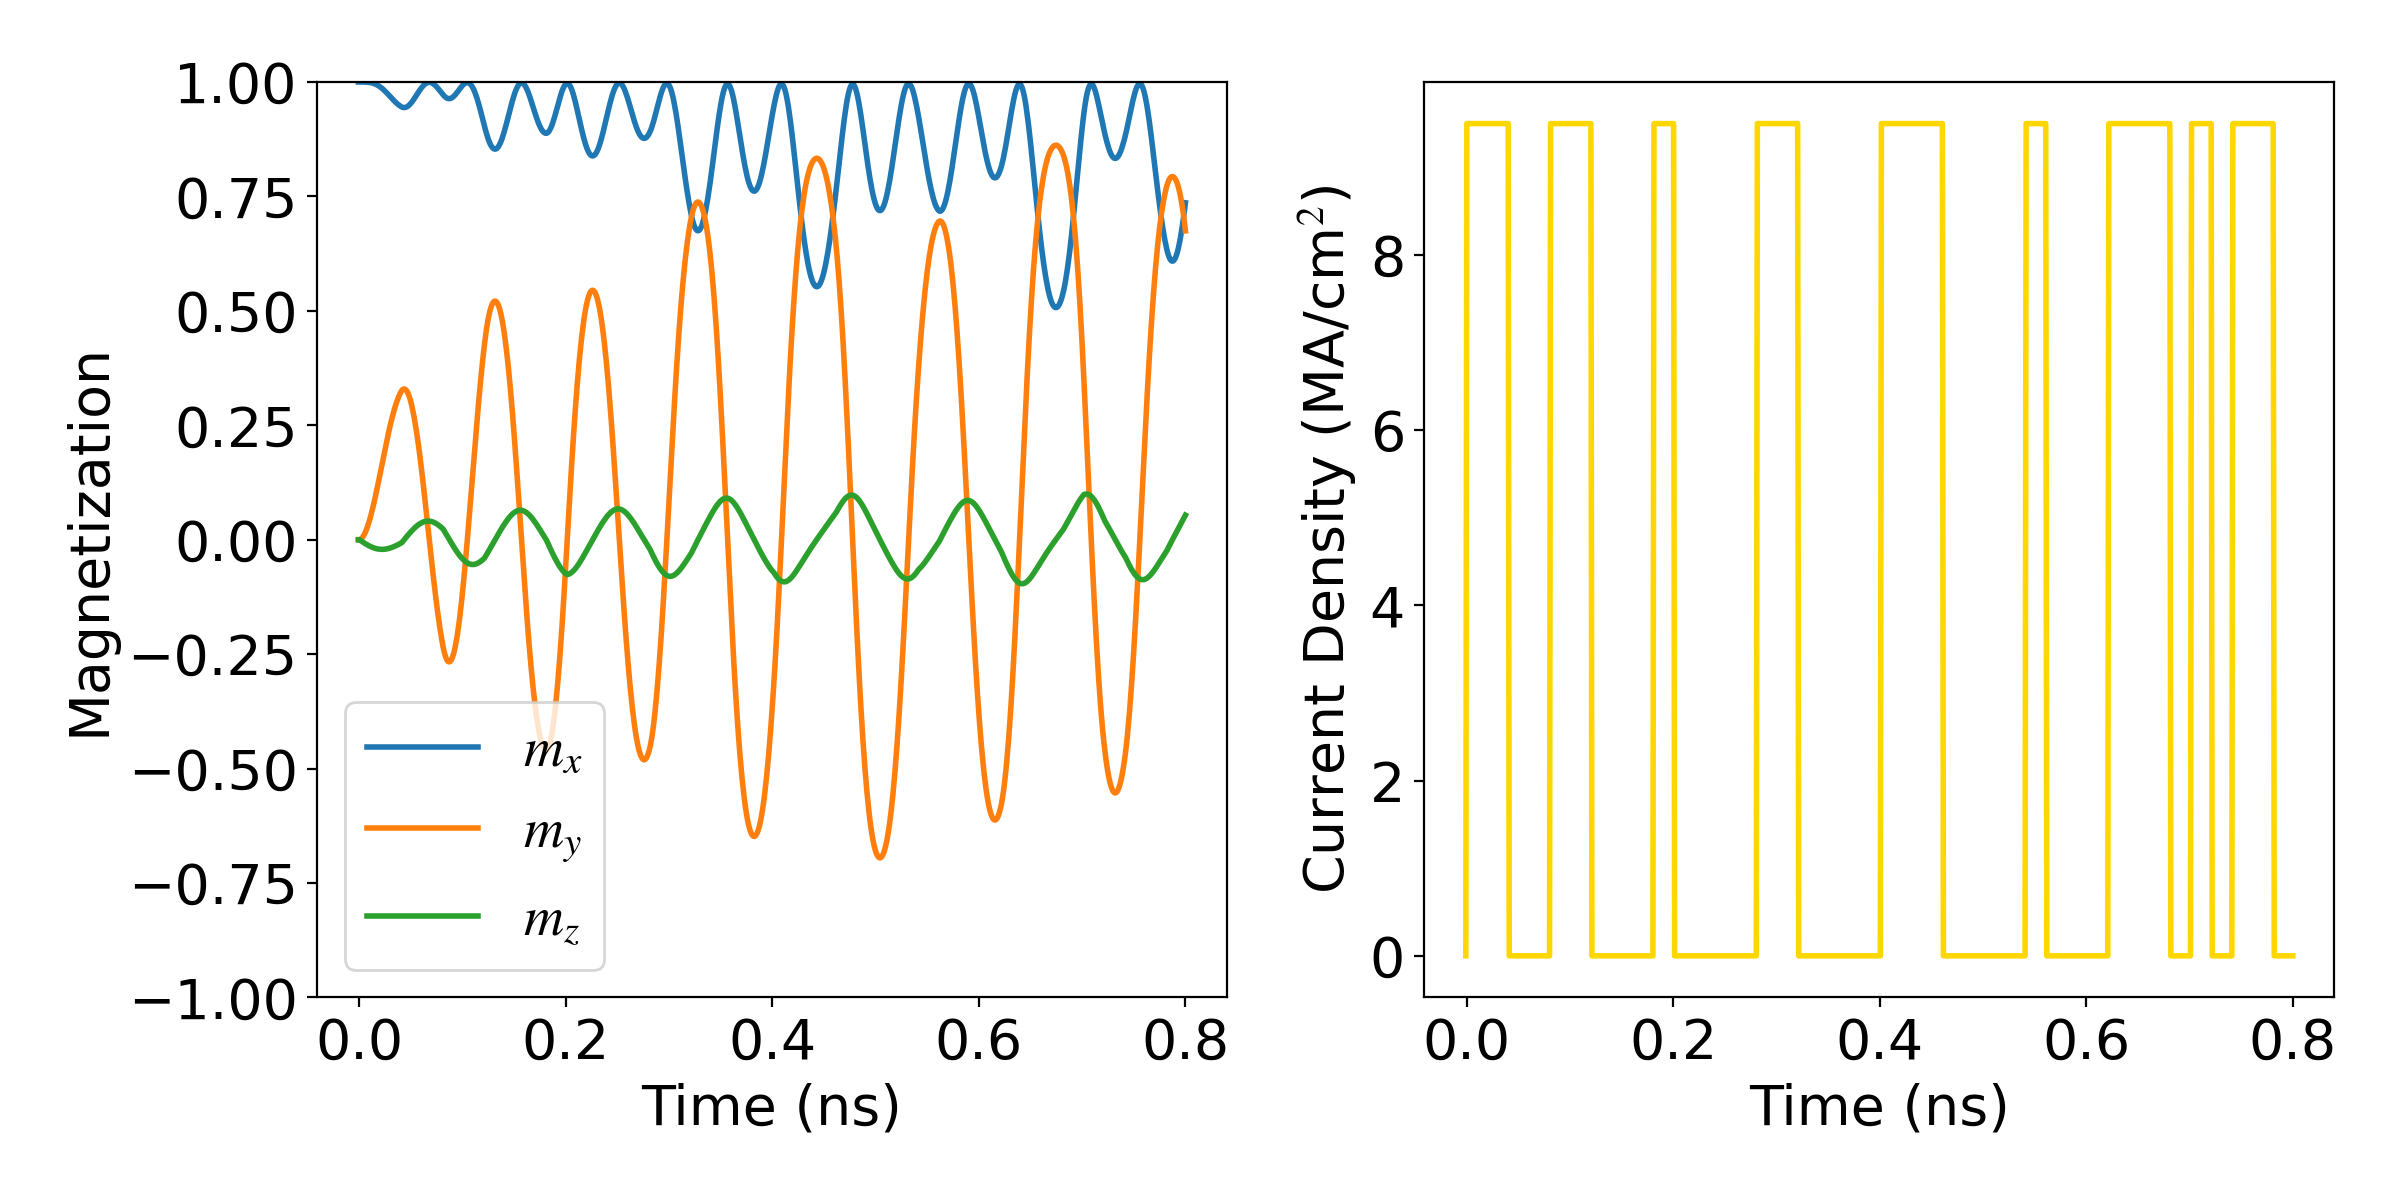 1.00
0.75
0.50
0.25
0.00
−0.25
−0.50
−0.75
−1.00
Magnetization
m_x
m_y
m_z
0.0 0.2 0.4 0.6 0.8
Time (ns)
8
6
4
2
0
Current Density (MA/cm²)
0.0 0.2 0.4 0.6 0.8
Time (ns)